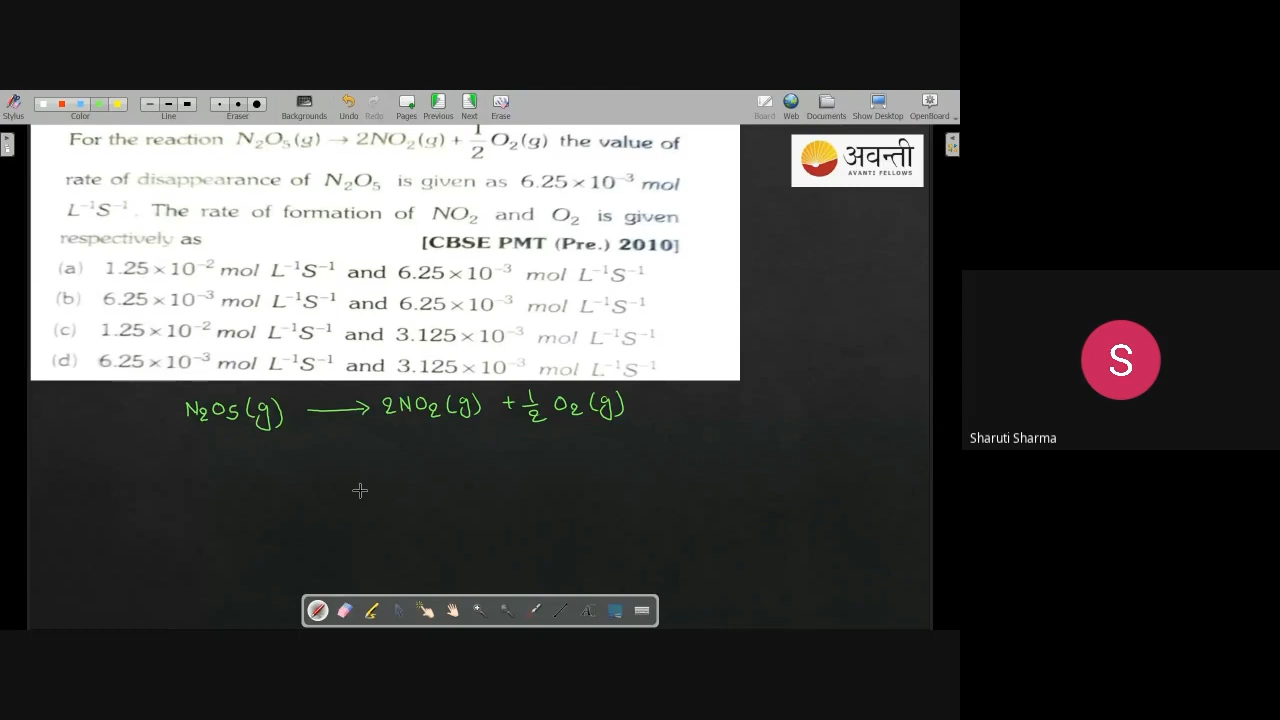 Stylus Color Line Eraser Backgrounds Undo Redo Pages Previous Next Erase Board Web Documents Show Desktop OpenBoard
For the reaction N₂O₅(g) → 2NO₂(g) + 1/2 O₂(g) the value of
rate of disappearance of N₂O₅ is given as 6.25×10⁻³ mol
L⁻¹S⁻¹. The rate of formation of NO₂ and O₂ is given
respectively as [CBSE PMT (Pre.) 2010]
(a) 1.25×10⁻² mol L⁻¹S⁻¹ and 6.25×10⁻³ mol L⁻¹S⁻¹
(b) 6.25×10⁻³ mol L⁻¹S⁻¹ and 6.25×10⁻³ mol L⁻¹S⁻¹
(c) 1.25×10⁻² mol L⁻¹S⁻¹ and 3.125×10⁻³ mol L⁻¹S⁻¹
(d) 6.25×10⁻³ mol L⁻¹S⁻¹ and 3.125×10⁻³ mol L⁻¹S⁻¹
अवन्ती
AVANTI FELLOWS
N₂O₅(g) ⟶ 2NO₂(g) + 1/2 O₂(g)
S
Sharuti Sharma